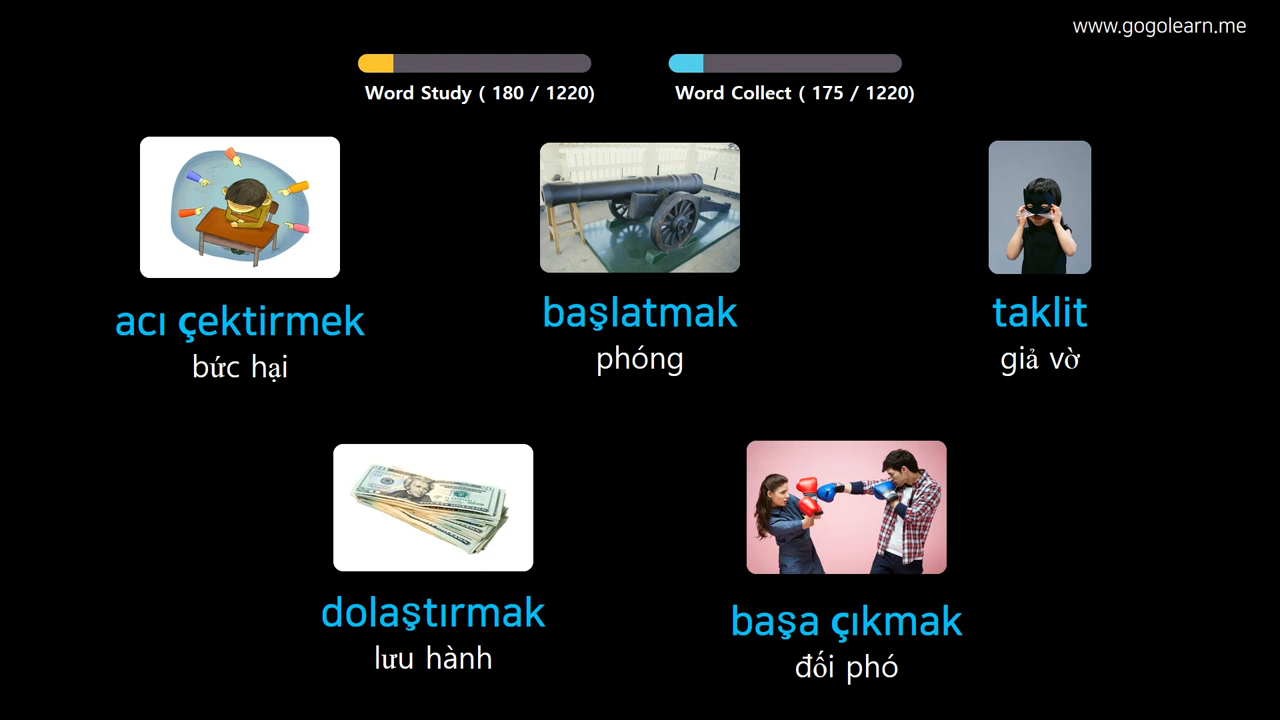 www.gogolearn.me
Word Study ( 180 / 1220)
Word Collect ( 175 / 1220)
acı çektirmek
bức hại
başlatmak
phóng
taklit
giả vờ
dolaştırmak
lưu hành
başa çıkmak
đối phó